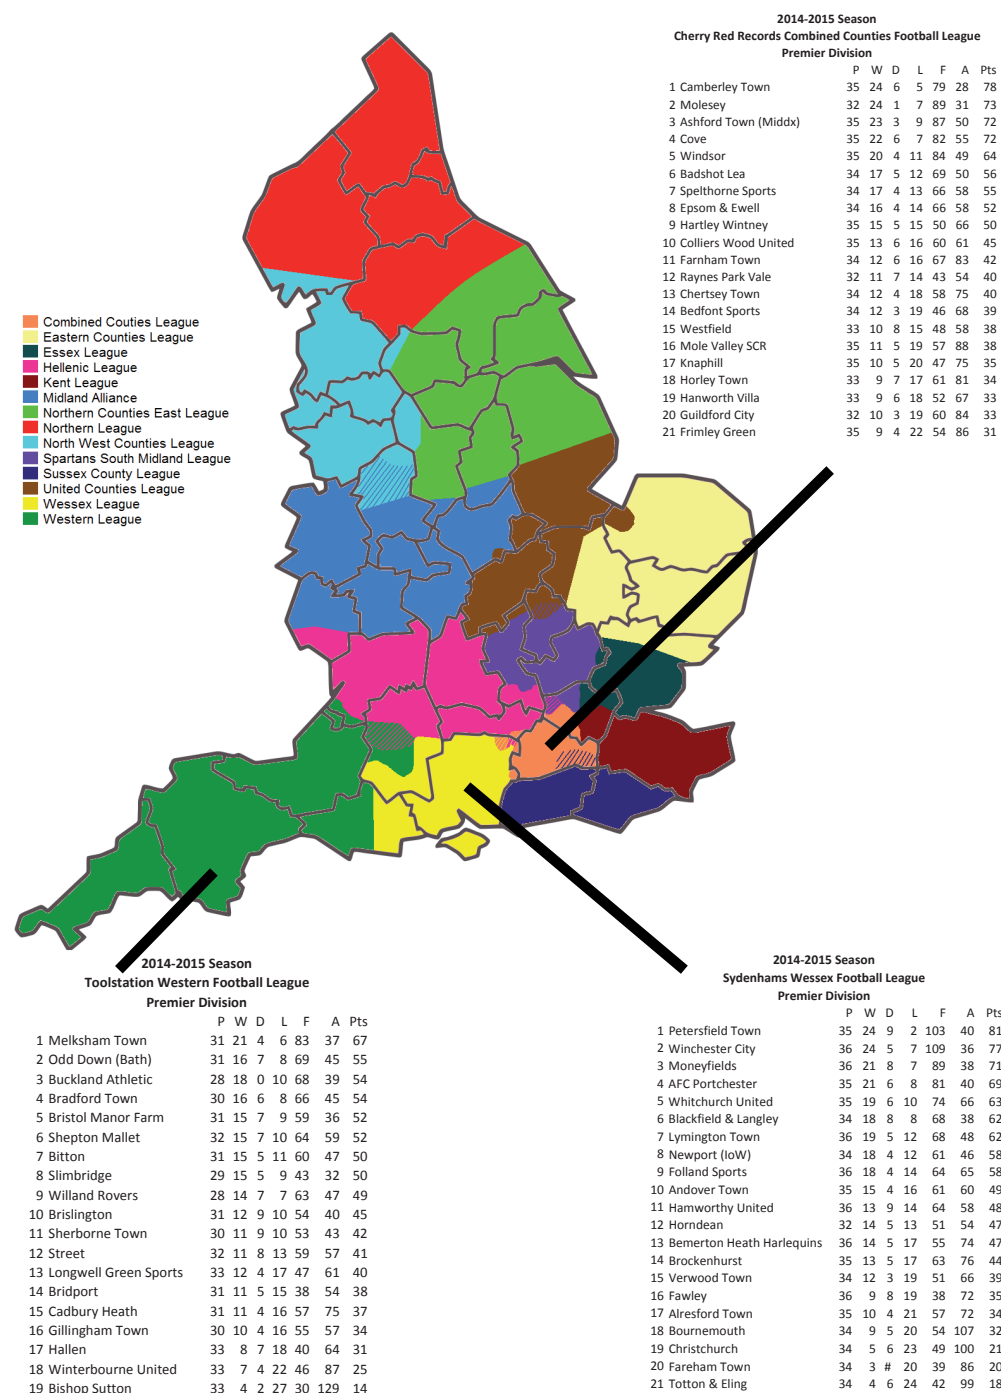 2014-2015 Season
Cherry Red Records Combined Counties Football League
Premier Division
P W D L F A Pts
1 Camberley Town 35 24 6 5 79 28 78
2 Molesey 32 24 1 7 89 31 73
3 Ashford Town (Middx) 35 23 3 9 87 50 72
4 Cove 35 22 6 7 82 55 72
5 Windsor 35 20 4 11 84 49 64
6 Badshot Lea 34 17 5 12 69 50 56
7 Spelthorne Sports 34 17 4 13 66 58 55
8 Epsom & Ewell 34 16 4 14 66 58 52
9 Hartley Wintney 35 15 5 15 50 66 50
10 Colliers Wood United 35 13 6 16 60 61 45
11 Farnham Town 34 12 6 16 67 83 42
12 Raynes Park Vale 32 11 7 14 43 54 40
13 Chertsey Town 34 12 4 18 58 75 40
14 Bedfont Sports 34 12 3 19 46 68 39
15 Westfield 33 10 8 15 48 58 38
16 Mole Valley SCR 35 11 5 19 57 88 38
17 Knaphill 35 10 5 20 47 75 35
18 Horley Town 33 9 7 17 61 81 34
19 Hanworth Villa 33 9 6 18 52 67 33
20 Guildford City 32 10 3 19 60 84 33
21 Frimley Green 35 9 4 22 54 86 31
Combined Couties League
Eastern Counties League
Essex League
Hellenic League
Kent League
Midland Alliance
Northern Counties East League
Northern League
North West Counties League
Spartans South Midland League
Sussex County League
United Counties League
Wessex League
Western League
2014-2015 Season
Toolstation Western Football League
Premier Division
P W D L F A Pts
1 Melksham Town 31 21 4 6 83 37 67
2 Odd Down (Bath) 31 16 7 8 69 45 55
3 Buckland Athletic 28 18 0 10 68 39 54
4 Bradford Town 30 16 6 8 66 45 54
5 Bristol Manor Farm 31 15 7 9 59 36 52
6 Shepton Mallet 32 15 7 10 64 59 52
7 Bitton 31 15 5 11 60 47 50
8 Slimbridge 29 15 5 9 43 32 50
9 Willand Rovers 28 14 7 7 63 47 49
10 Brislington 31 12 9 10 54 40 45
11 Sherborne Town 30 11 9 10 53 43 42
12 Street 32 11 8 13 59 57 41
13 Longwell Green Sports 33 12 4 17 47 61 40
14 Bridport 31 11 5 15 38 54 38
15 Cadbury Heath 31 11 4 16 57 75 37
16 Gillingham Town 30 10 4 16 55 57 34
17 Hallen 33 8 7 18 40 64 31
18 Winterbourne United 33 7 4 22 46 87 25
19 Bishop Sutton 33 4 2 27 30 129 14
2014-2015 Season
Sydenhams Wessex Football League
Premier Division
P W D L F A Pts
1 Petersfield Town 35 24 9 2 103 40 81
2 Winchester City 36 24 5 7 109 36 77
3 Moneyfields 36 21 8 7 89 38 71
4 AFC Portchester 35 21 6 8 81 40 69
5 Whitchurch United 35 19 6 10 74 66 63
6 Blackfield & Langley 34 18 8 8 68 38 62
7 Lymington Town 36 19 5 12 68 48 62
8 Newport (IoW) 34 18 4 12 61 46 58
9 Folland Sports 36 18 4 14 64 65 58
10 Andover Town 35 15 4 16 61 60 49
11 Hamworthy United 36 13 9 14 64 58 48
12 Horndean 32 14 5 13 51 54 47
13 Bemerton Heath Harlequins 36 14 5 17 55 74 47
14 Brockenhurst 35 13 5 17 63 76 44
15 Verwood Town 34 12 3 19 51 66 39
16 Fawley 36 9 8 19 38 72 35
17 Alresford Town 35 10 4 21 57 72 34
18 Bournemouth 34 9 5 20 54 107 32
19 Christchurch 34 5 6 23 49 100 21
20 Fareham Town 34 3 # 20 39 86 20
21 Totton & Eling 34 4 6 24 42 99 18